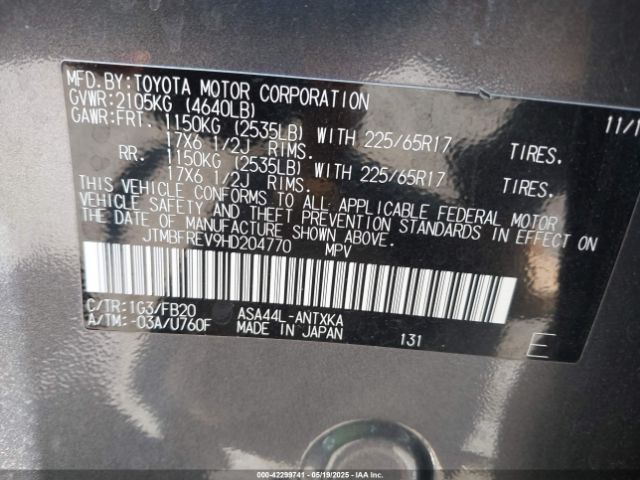 MFD.BY:TOYOTA MOTOR CORPORATION 11/1
GVWR:2105KG (4640LB)
GAWR:FRT. 1150KG (2535LB) WITH 225/65R17 TIRES.
17X6 1/2J RIMS.
RR. 1150KG (2535LB) WITH 225/65R17 TIRES.
17X6 1/2J RIMS.
THIS VEHICLE CONFORMS TO ALL APPLICABLE FEDERAL MOTOR
VEHICLE SAFETY AND THEFT PREVENTION STANDARDS IN EFFECT ON
THE DATE OF MANUFACTURE SHOWN ABOVE.
JTMBFREV9HD204770 MPV
C/TR:1G3/FB20 ASA44L-ANTXKA
A/TM:-03A/U760F MADE IN JAPAN 131 E
000-42299741 - 05/19/2025 - IAA Inc.